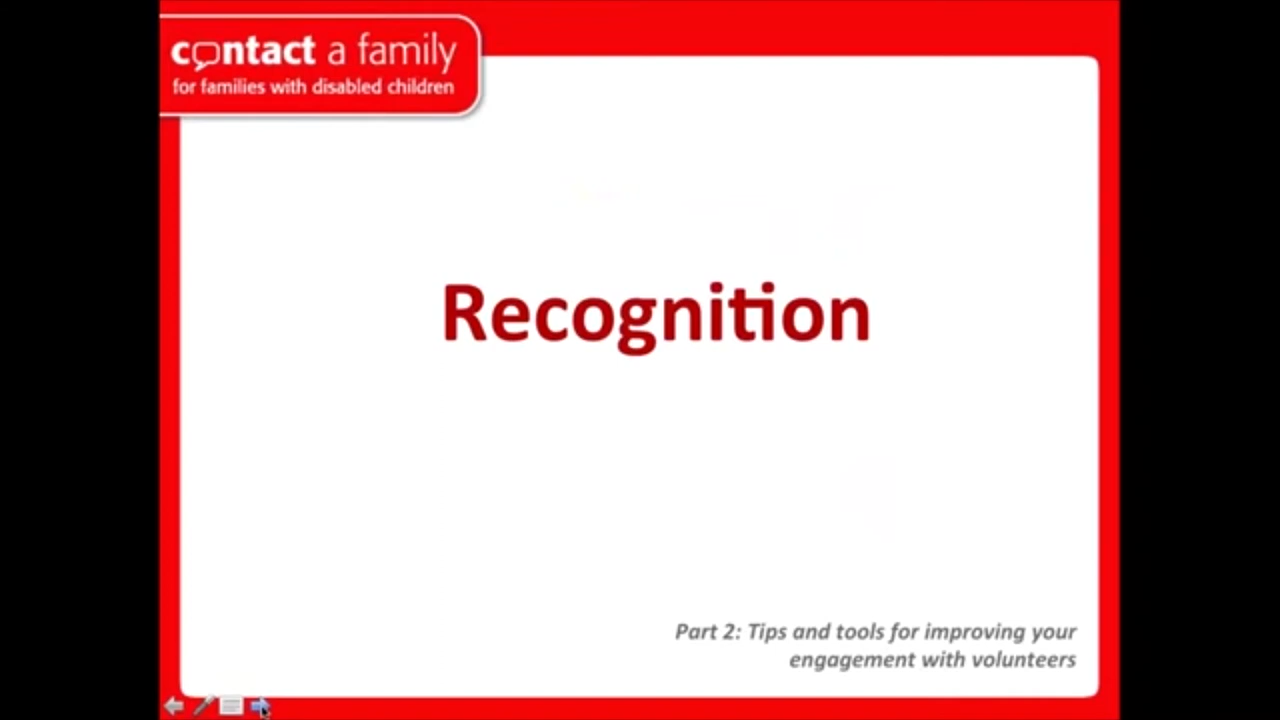 contact a family
for families with disabled children
Recognition
Part 2: Tips and tools for improving your
engagement with volunteers